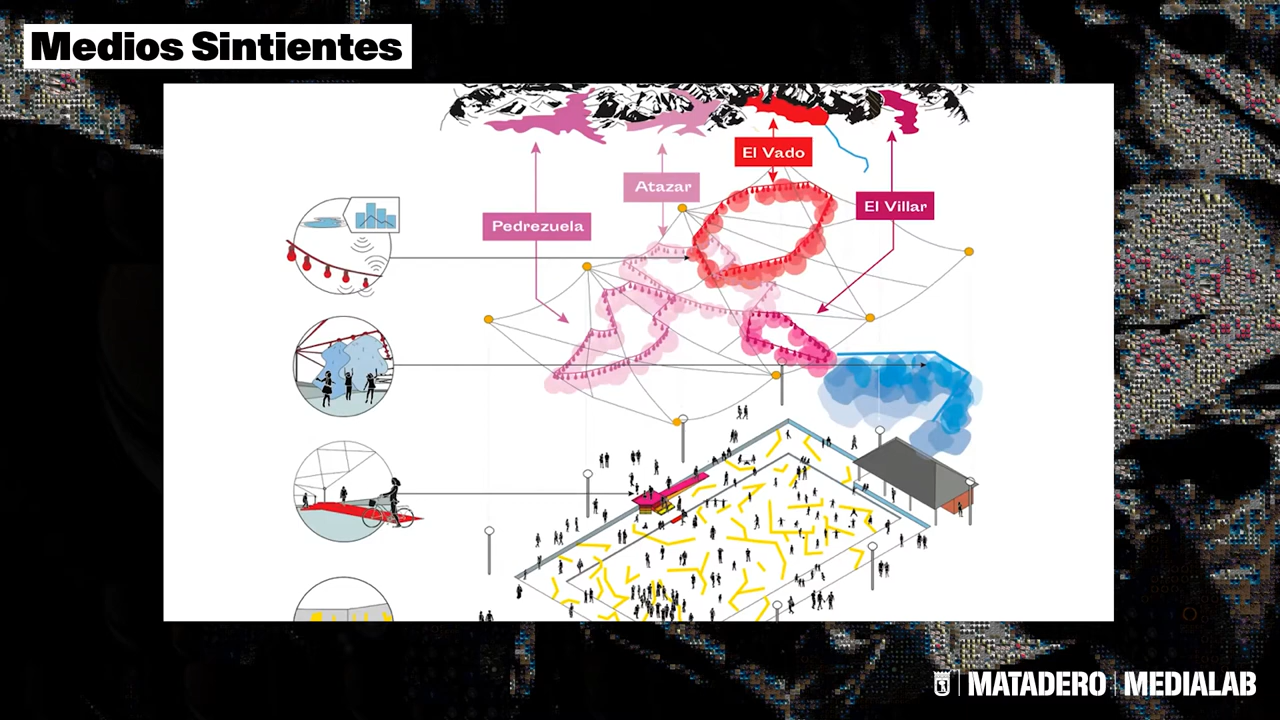 Medios Sintientes
El Vado
Atazar
El Villar
Pedrezuela
MATADERO MEDIALAB